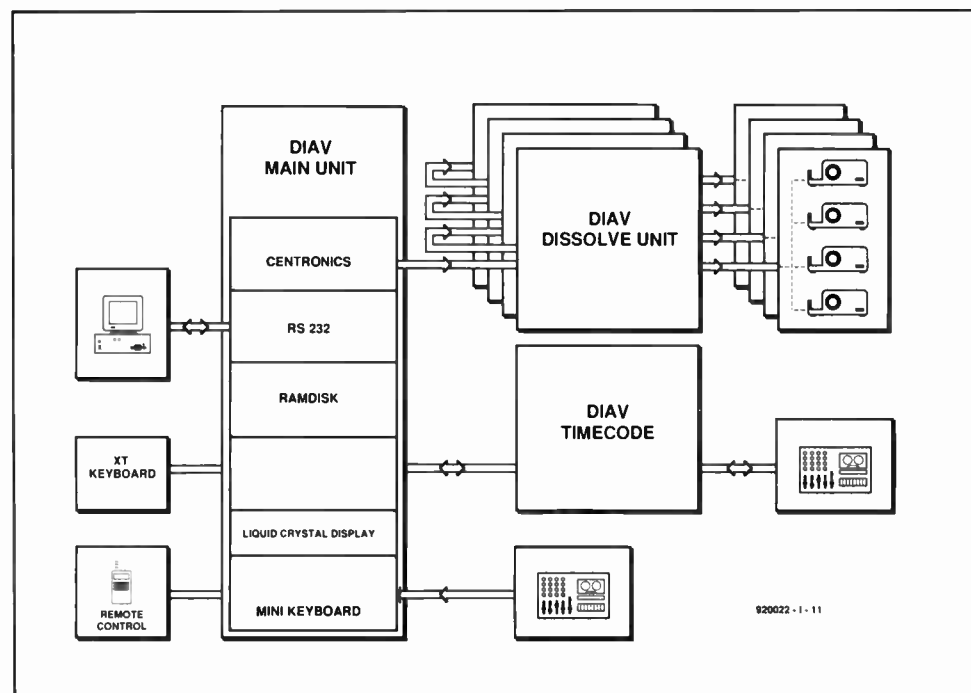 DIAV
MAIN UNIT
CENTRONICS
RS 232
RAMDISK
LIQUID CRYSTAL DISPLAY
MINI KEYBOARD
XT
KEYBOARD
REMOTE
CONTROL
DIAV
DISSOLVE UNIT
DIAV
TIMECODE
920022 - I - 11